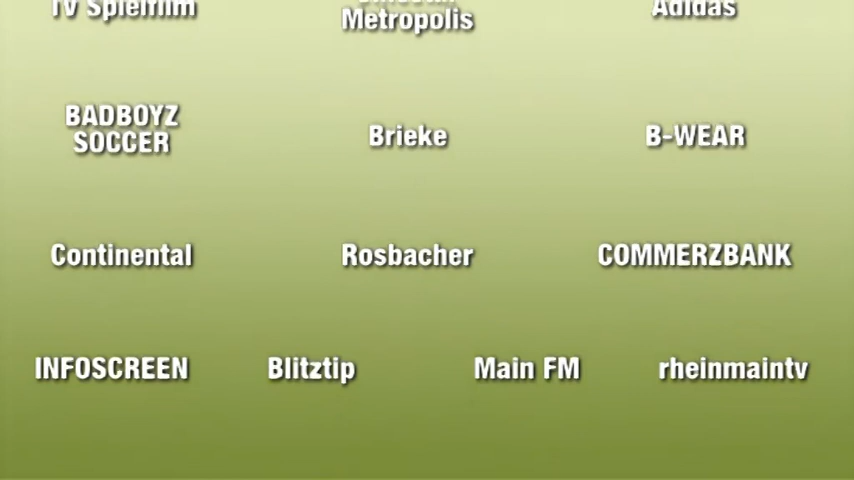 TV Spielfilm
Metropolis
Adidas
BADBOYZ
SOCCER
Brieke
B-WEAR
Continental
Rosbacher
COMMERZBANK
INFOSCREEN
Blitztip
Main FM
rheinmaintv